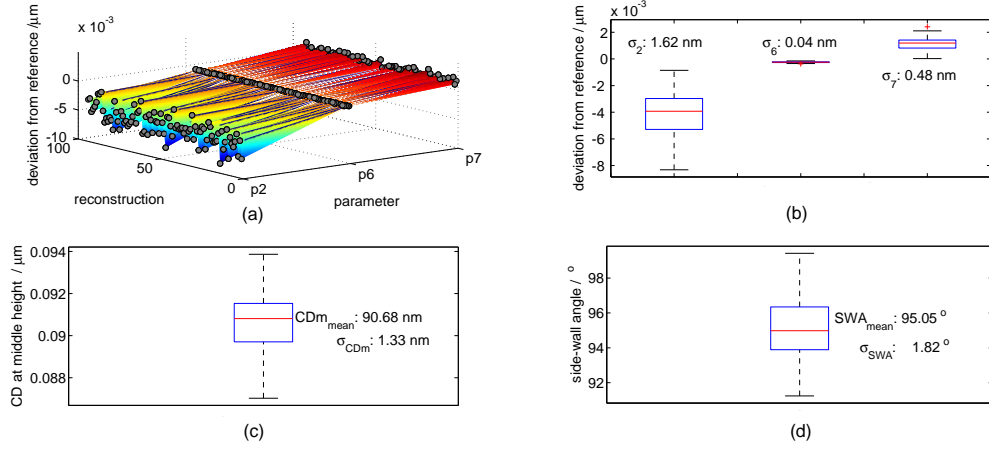 x 10⁻³
deviation from reference /μm
0
-5
-10
100
50
0
p2
p6
p7
reconstruction
parameter
(a)
x 10⁻³
deviation from reference / μm
2
0
-2
-4
-6
-8
σ₂: 1.62 nm
σ₆: 0.04 nm
σ₇: 0.48 nm
(b)
CD at middle height / μm
0.094
0.092
0.09
0.088
CDm_mean: 90.68 nm
σ_CDm: 1.33 nm
(c)
side-wall angle / °
98
96
94
92
SWA_mean: 95.05 °
σ_SWA: 1.82 °
(d)